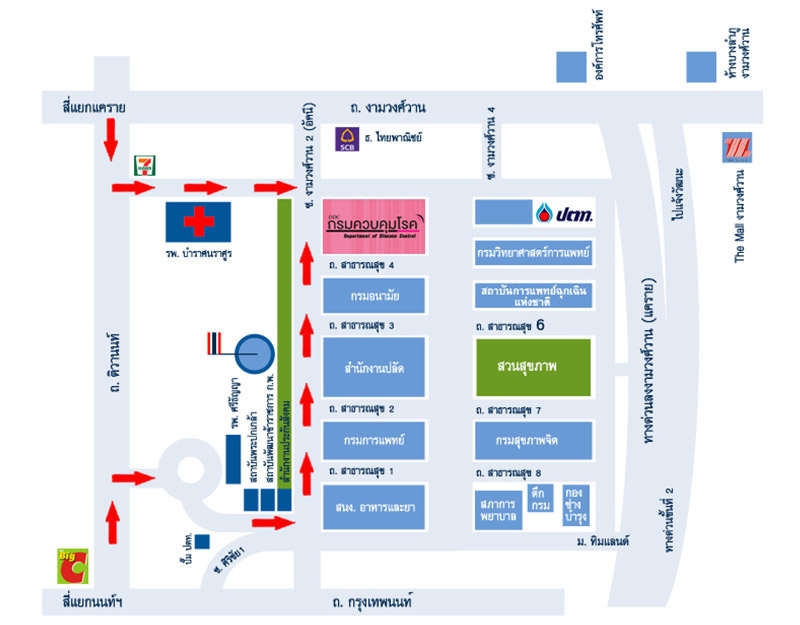 องค์การโทรศัพท์
ห้างบางลำภู
งามวงศ์วาน
สี่แยกแคราย
ถ. งามวงศ์วาน
ซ. งามวงศ์วาน 2 (อัคนี)
SCB
ธ. ไทยพาณิชย์
ซ. งามวงศ์วาน 4
The Mall งามวงศ์วาน
ไปแจ้งวัฒนะ
รพ. บำราศนราดูร
DDC
กรมควบคุมโรค
Department of Disease Control
ปตท.
ถ. สาธารณสุข 4
กรมวิทยาศาสตร์การแพทย์
กรมอนามัย
สถาบันการแพทย์ฉุกเฉิน
แห่งชาติ
ถ. สาธารณสุข 3
ถ. สาธารณสุข 6
ถ. ติวานนท์
สำนักงานปลัด
สวนสุขภาพ
ทางด่วนลงงามวงศ์วาน (แคราย)
ถ. สาธารณสุข 2
ถ. สาธารณสุข 7
รพ. ศรีธัญญา
สถาบันพระปกเกล้า
สถาบันพัฒนาข้าราชการ ก.พ.
สำนักงานประกันสังคม
กรมการแพทย์
กรมสุขภาพจิต
ถ. สาธารณสุข 1
ถ. สาธารณสุข 8
สนง. อาหารและยา
สภาการ
พยาบาล
ตึก
กรม
กอง
ช่าง
บำรุง
ทางด่วนขั้นที่ 2
ปั๊ม ปตท.
ซ. ศิริชัย1
ม. ทิมแลนด์
Big
C
สี่แยกนนท์ฯ
ถ. กรุงเทพนนท์